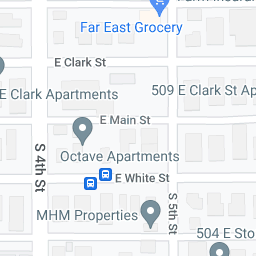 Far East Grocery
E Clark St
E Clark Apartments
509 E Clark St Ap
E Main St
Octave Apartments
S 4th St
E White St
MHM Properties
S 5th St
504 E Sto